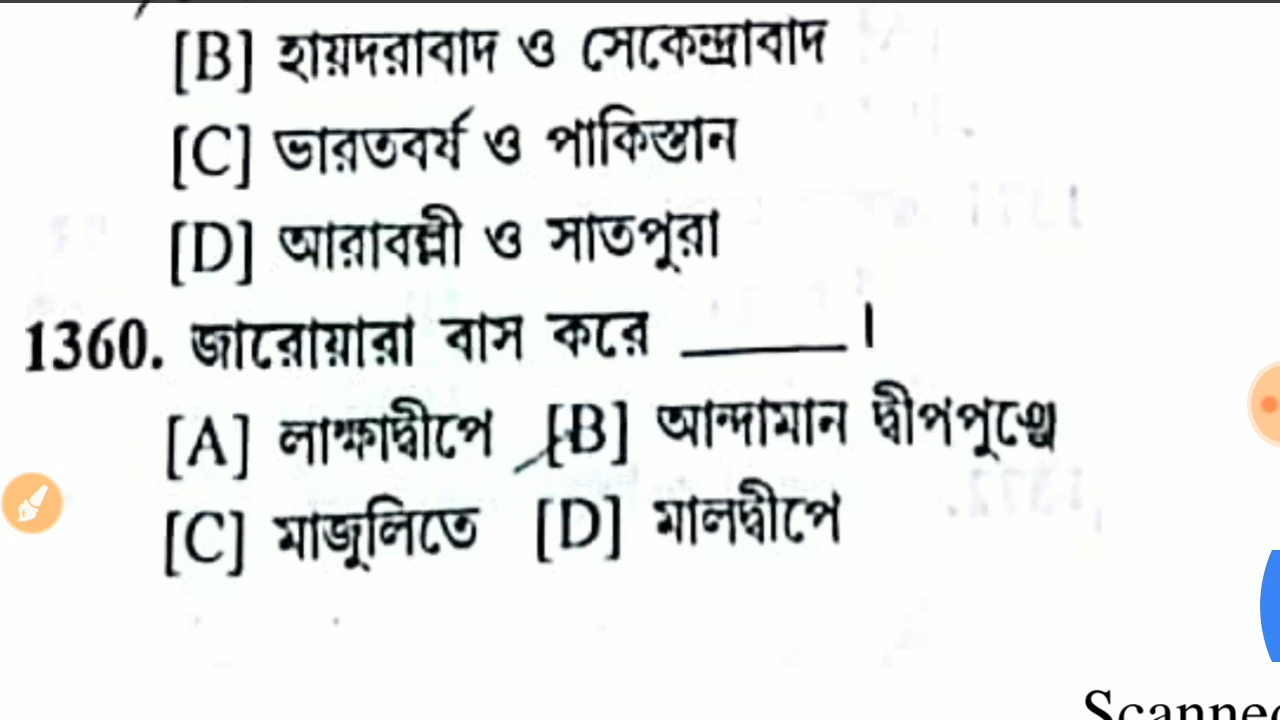 [B] হায়দরাবাদ ও সেকেন্দ্রাবাদ
[C] ভারতবর্ষ ও পাকিস্তান
[D] আরাবল্লী ও সাতপুরা
1360. জারোয়ারা বাস করে ______ ।
[A] লাক্ষাদ্বীপে [B] আন্দামান দ্বীপপুঞ্জে
[C] মাজুলিতে [D] মালদ্বীপে